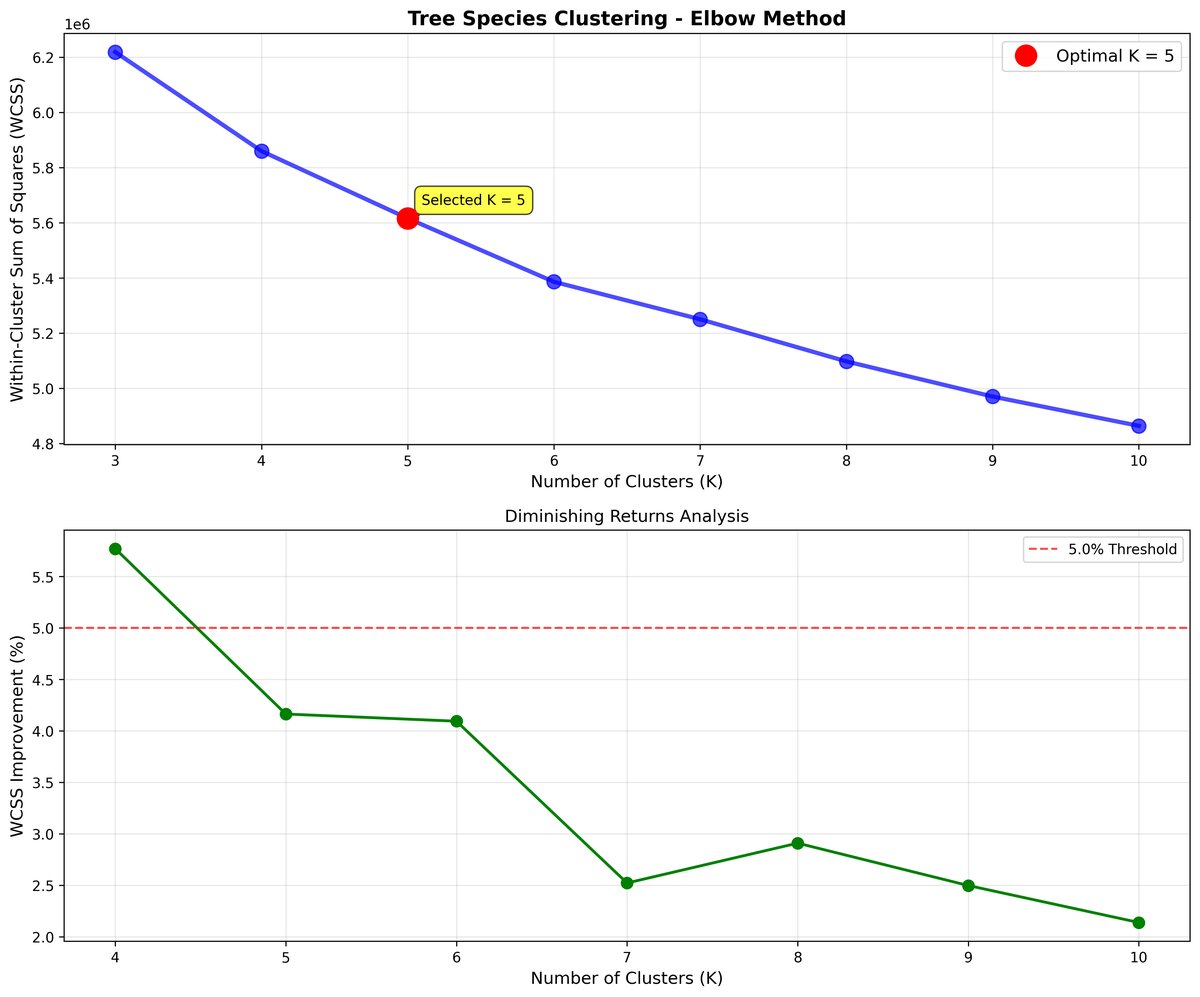 Tree Species Clustering - Elbow Method
1e6
Optimal K = 5
Within-Cluster Sum of Squares (WCSS)
6.2
6.0
5.8
5.6
5.4
5.2
5.0
4.8
Selected K = 5
3 4 5 6 7 8 9 10
Number of Clusters (K)
Diminishing Returns Analysis
5.0% Threshold
WCSS Improvement (%)
5.5
5.0
4.5
4.0
3.5
3.0
2.5
2.0
4 5 6 7 8 9 10
Number of Clusters (K)